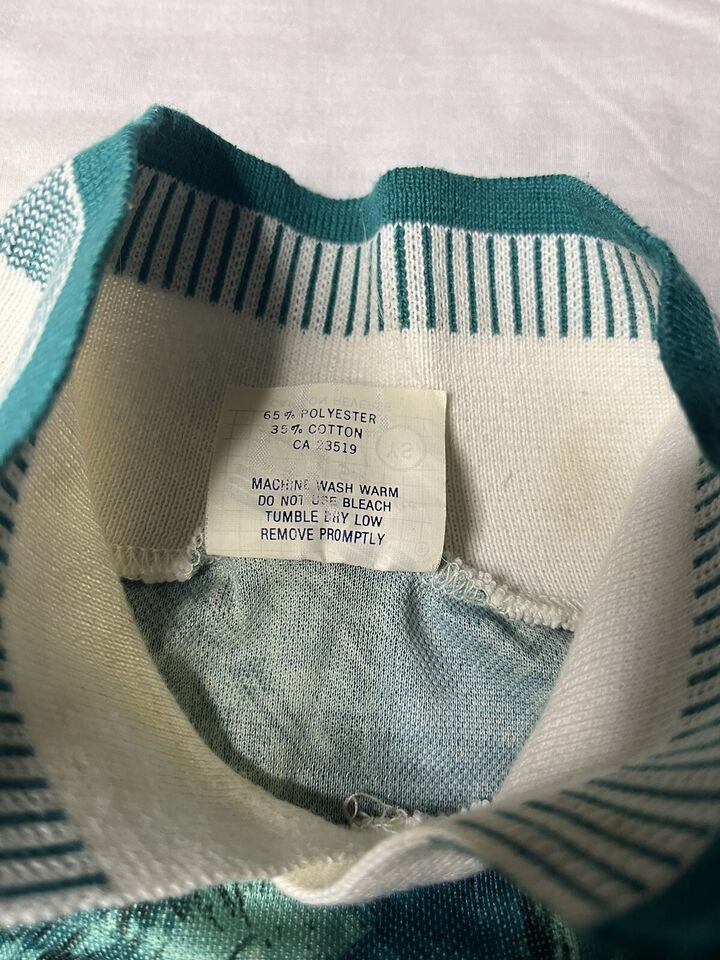 65% POLYESTER
35% COTTON
CA 23519
MACHINE WASH WARM
DO NOT USE BLEACH
TUMBLE DRY LOW
REMOVE PROMPTLY